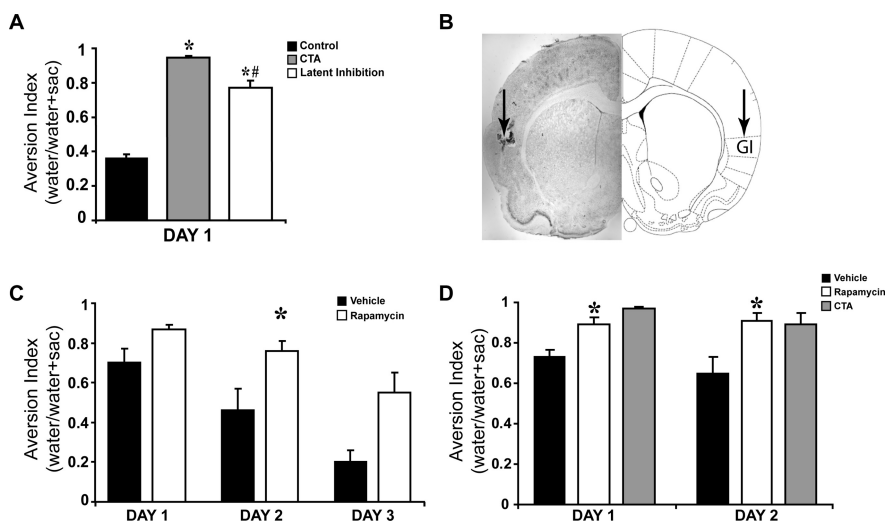 A
Aversion Index
(water/water+sac)
1
0.8
0.6
0.4
0.2
0
*
*#
Control
CTA
Latent Inhibition
DAY 1
B
GI
C
Aversion Index
(water/water+sac)
1
0.8
0.6
0.4
0.2
*
Vehicle
Rapamycin
DAY 1
DAY 2
DAY 3
D
Aversion Index
(water/water+sac)
1
0.8
0.6
0.4
0.2
0
*
*
Vehicle
Rapamycin
CTA
DAY 1
DAY 2